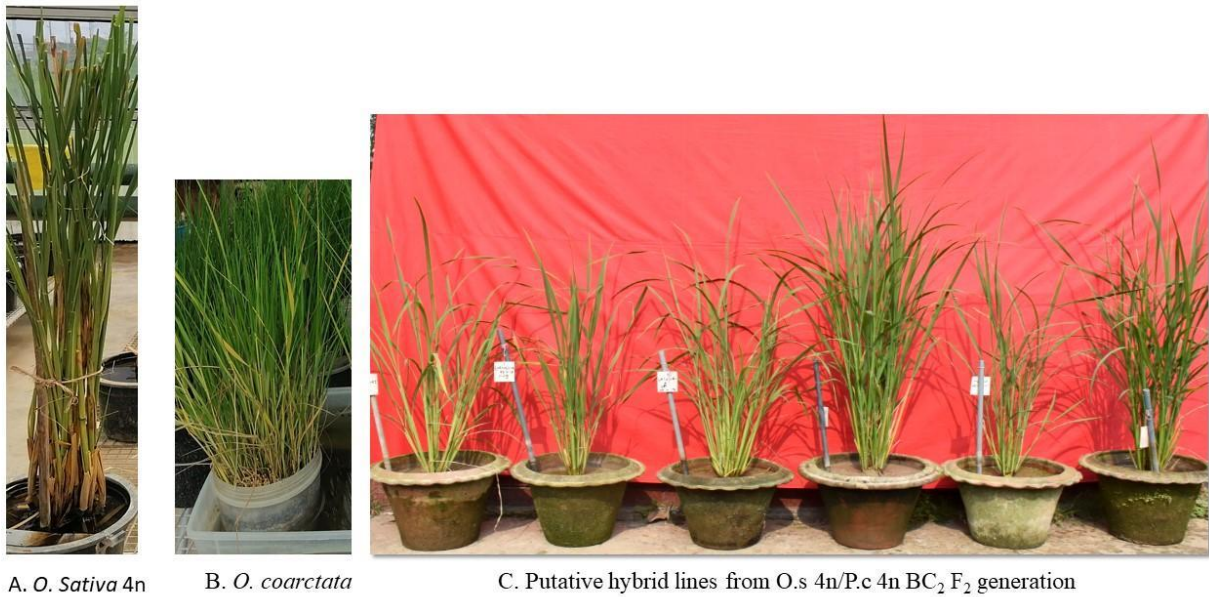 A. O. Sativa 4n
B. O. coarctata
C. Putative hybrid lines from O.s 4n/P.c 4n BC₂ F₂ generation